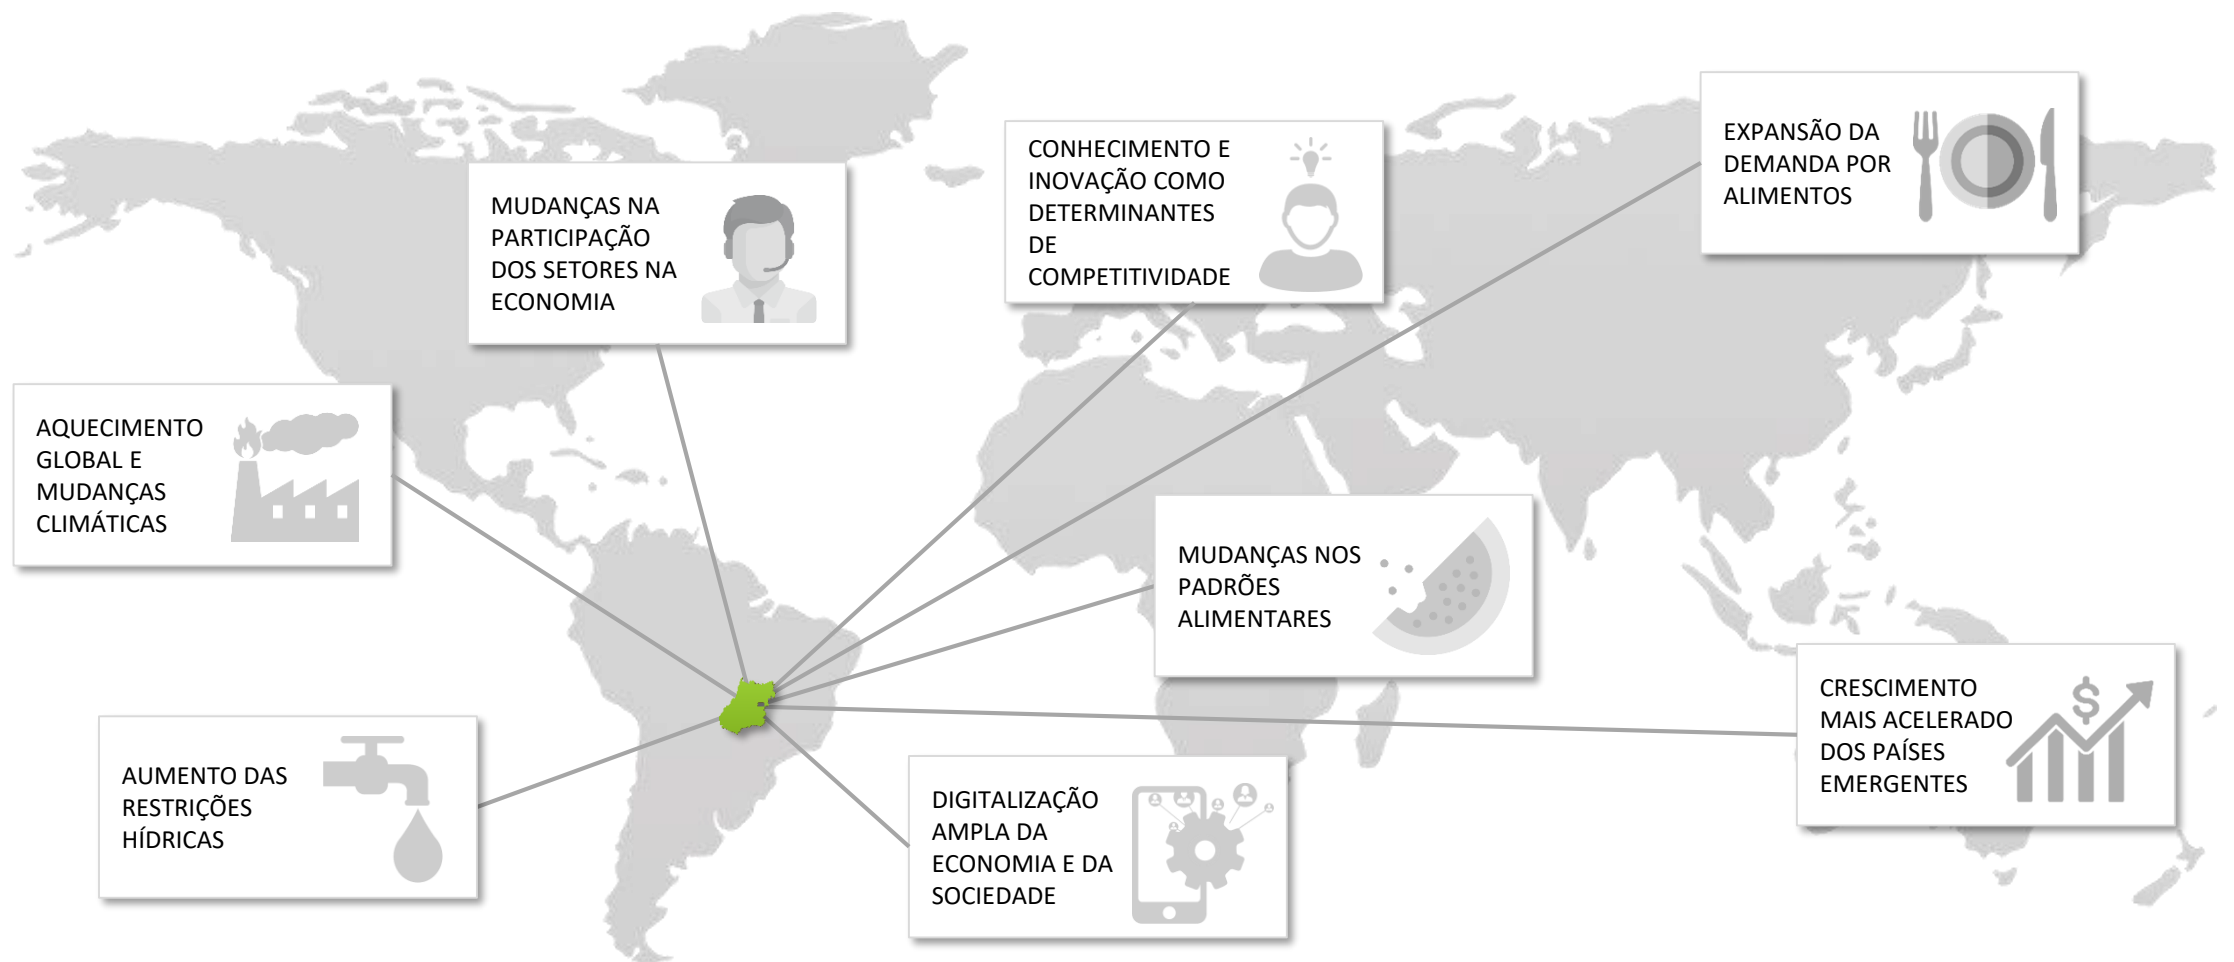 MUDANÇAS NA
PARTICIPAÇÃO
DOS SETORES NA
ECONOMIA
CONHECIMENTO E
INOVAÇÃO COMO
DETERMINANTES
DE
COMPETITIVIDADE
EXPANSÃO DA
DEMANDA POR
ALIMENTOS
AQUECIMENTO
GLOBAL E
MUDANÇAS
CLIMÁTICAS
MUDANÇAS NOS
PADRÕES
ALIMENTARES
CRESCIMENTO
MAIS ACELERADO
DOS PAÍSES
EMERGENTES
$
AUMENTO DAS
RESTRIÇÕES
HÍDRICAS
DIGITALIZAÇÃO
AMPLA DA
ECONOMIA E DA
SOCIEDADE